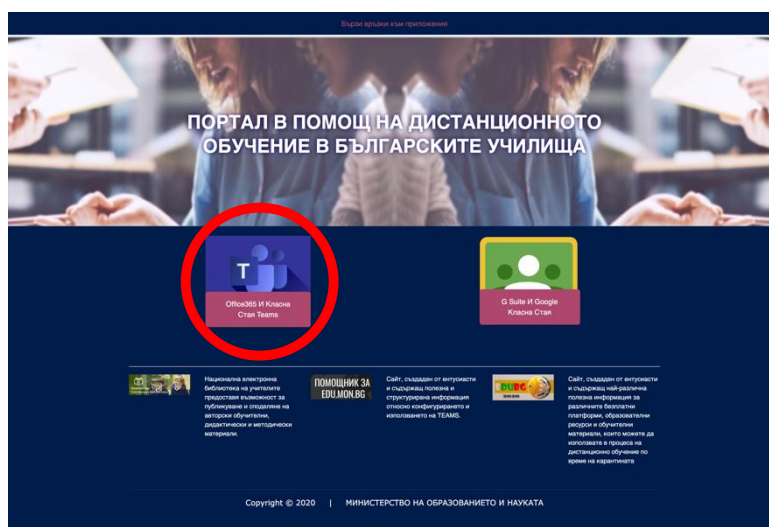 Бързи връзки към приложения
ПОРТАЛ В ПОМОЩ НА ДИСТАНЦИОННОТО
ОБУЧЕНИЕ В БЪЛГАРСКИТЕ УЧИЛИЩА
T
Office365 И Класна
Стая Teams
G Suite И Google
Класна Стая
Национална електронна
библиотека на учителите
предоставя възможност за
публикуване и споделяне на
авторски обучителни,
дидактически и методически
материали.
ПОМОЩНИК ЗА
EDU.MON.BG
Сайт, създаден от ентусиасти
и съдържащ полезна и
структурирана информация
относно конфигурирането и
използването на TEAMS.
EDUBG
2020
Сайт, създаден от ентусиасти
и съдържащ най-различна
полезна информация за
различните безплатни
платформи, образователни
ресурси и обучителни
материали, които можете да
използвате в процеса на
дистанционно обучение по
време на карантината
Copyright © 2020 | МИНИСТЕРСТВО НА ОБРАЗОВАНИЕТО И НАУКАТА